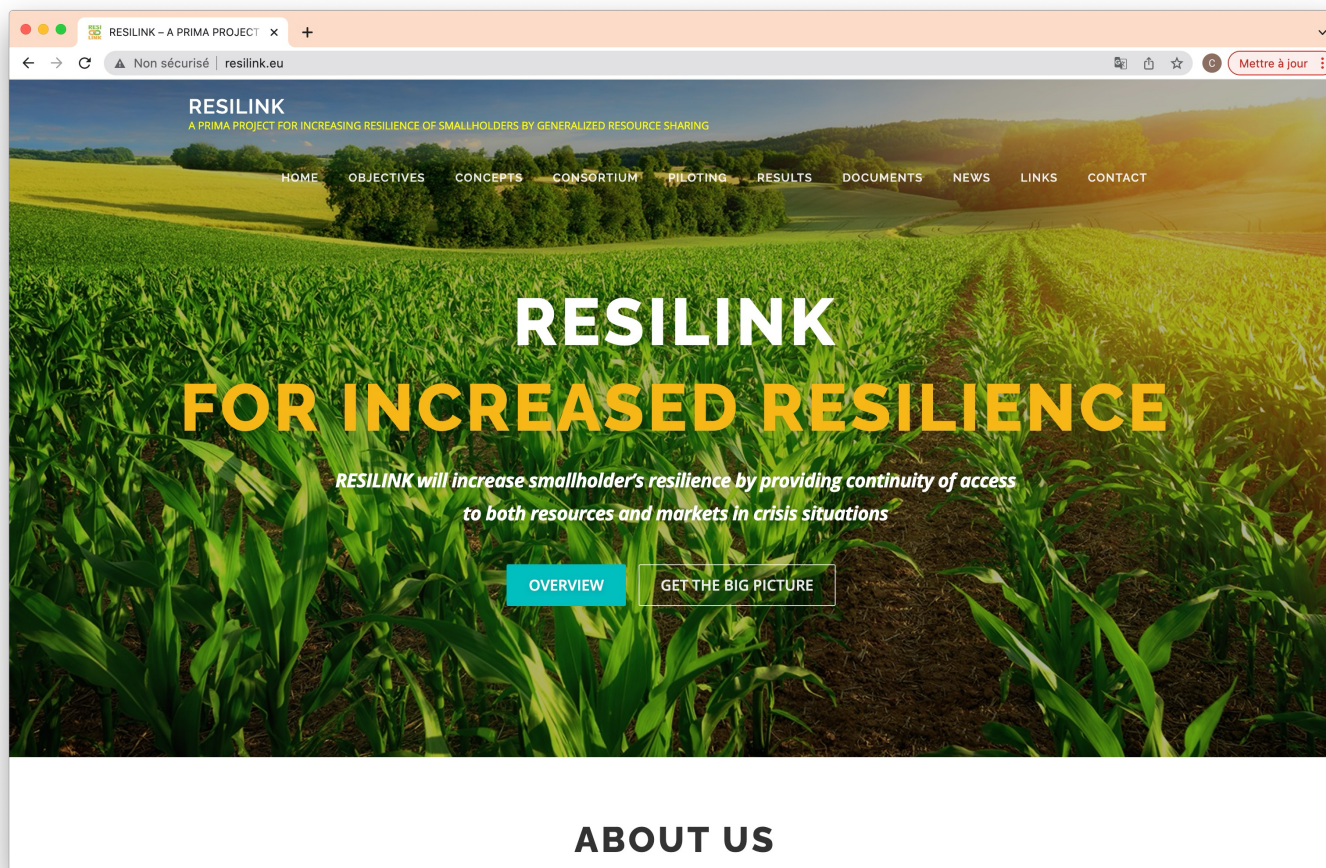 RESILINK – A PRIMA PROJECT
Non sécurisé | resilink.eu
C
Mettre à jour
RESILINK
A PRIMA PROJECT FOR INCREASING RESILIENCE OF SMALLHOLDERS BY GENERALIZED RESOURCE SHARING
HOME OBJECTIVES CONCEPTS CONSORTIUM PILOTING RESULTS DOCUMENTS NEWS LINKS CONTACT
RESILINK
FOR INCREASED RESILIENCE
RESILINK will increase smallholder’s resilience by providing continuity of access
to both resources and markets in crisis situations
OVERVIEW GET THE BIG PICTURE
ABOUT US